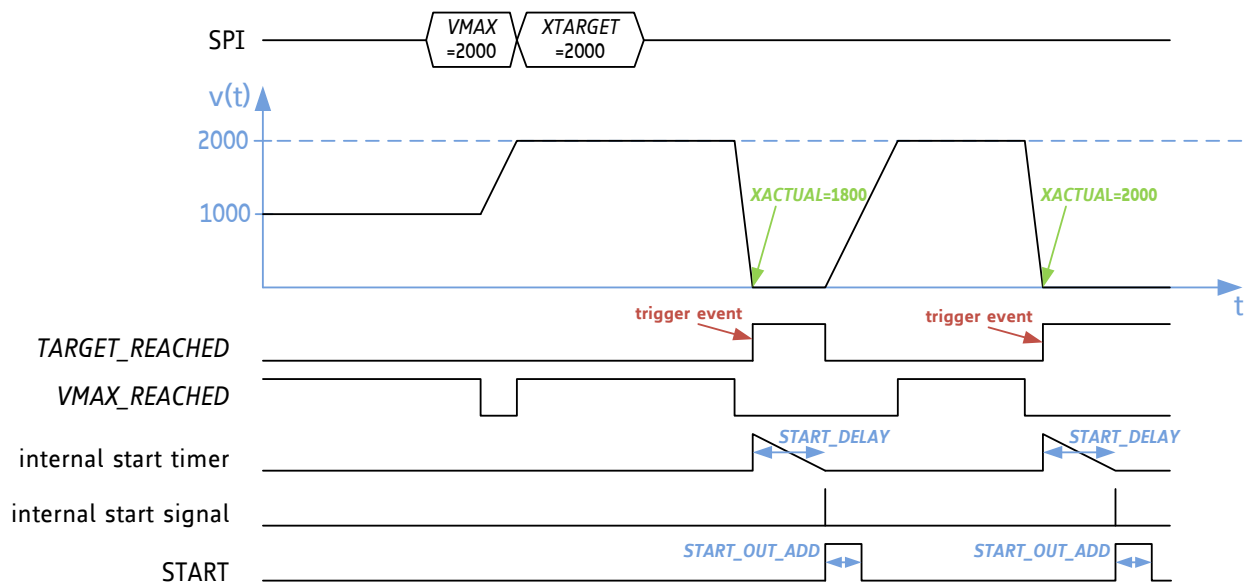 SPI
VMAX
=2000
XTARGET
=2000
v(t)
2000
1000
XACTUAL=1800
XACTUAL=2000
t
trigger event
trigger event
TARGET_REACHED
VMAX_REACHED
START_DELAY
START_DELAY
internal start timer
internal start signal
START_OUT_ADD
START_OUT_ADD
START